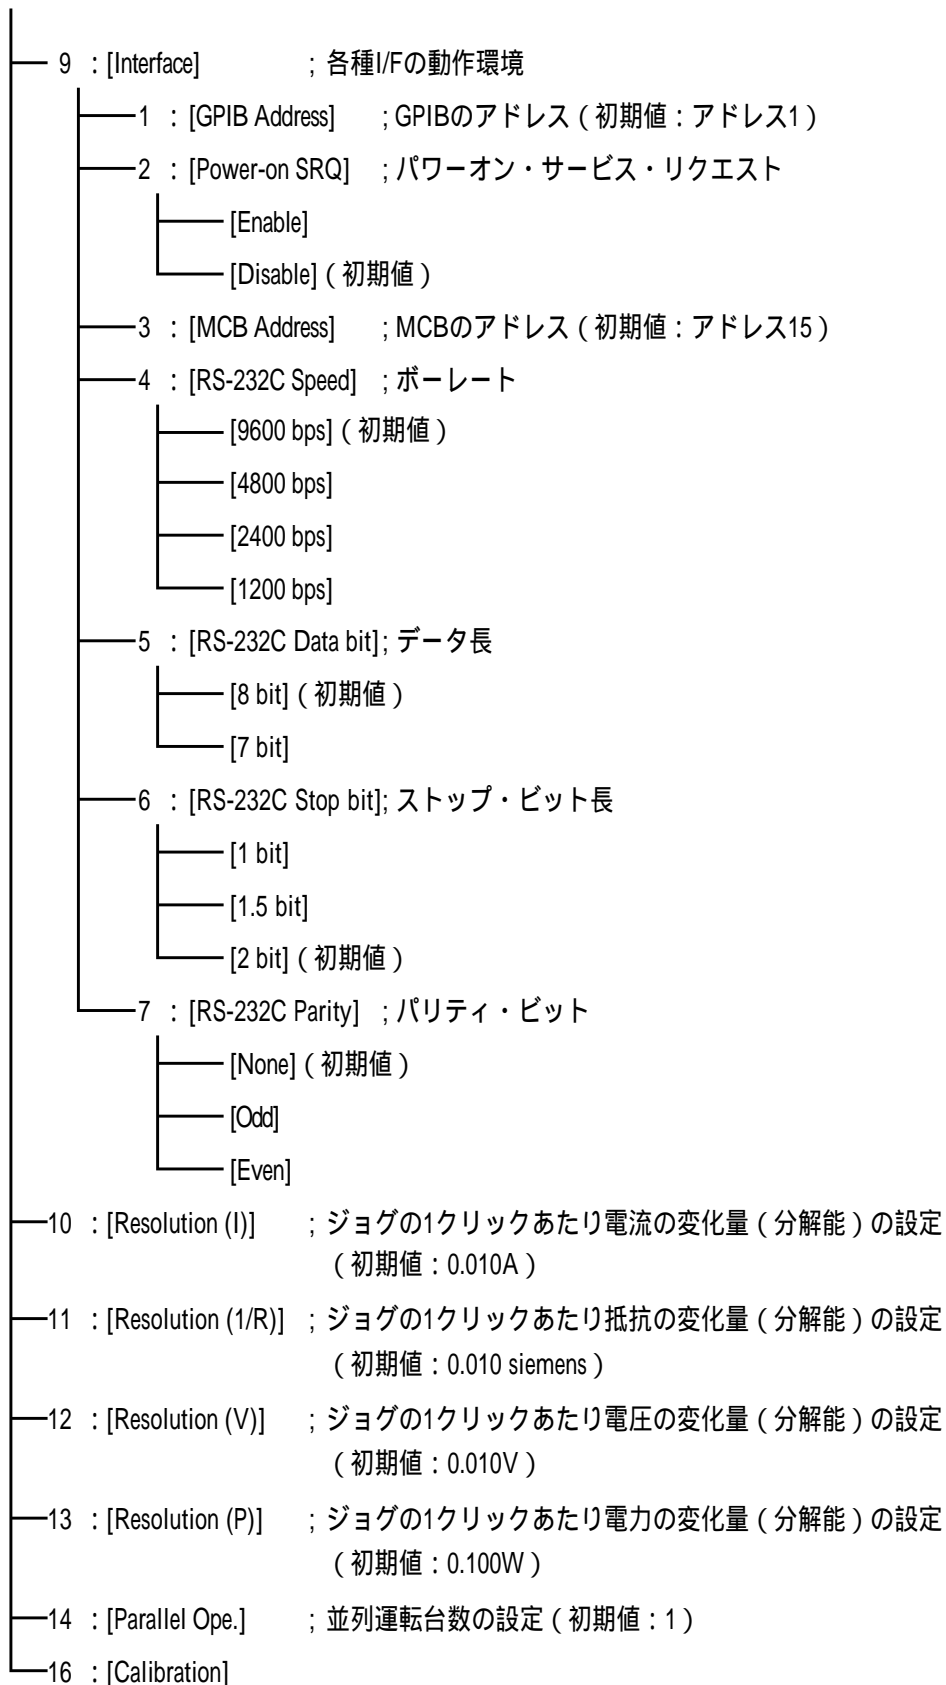 9 : [Interface] ; 各種I/Fの動作環境
1 : [GPIB Address] ; GPIBのアドレス（初期値：アドレス1）
2 : [Power-on SRQ] ; パワーオン・サービス・リクエスト
[Enable]
[Disable]（初期値）
3 : [MCB Address] ; MCBのアドレス（初期値：アドレス15）
4 : [RS-232C Speed] ; ボーレート
[9600 bps]（初期値）
[4800 bps]
[2400 bps]
[1200 bps]
5 : [RS-232C Data bit] ; データ長
[8 bit]（初期値）
[7 bit]
6 : [RS-232C Stop bit] ; ストップ・ビット長
[1 bit]
[1.5 bit]
[2 bit]（初期値）
7 : [RS-232C Parity] ; パリティ・ビット
[None]（初期値）
[Odd]
[Even]
10 : [Resolution (I)] ; ジョグの1クリックあたり電流の変化量（分解能）の設定
（初期値：0.010A）
11 : [Resolution (1/R)] ; ジョグの1クリックあたり抵抗の変化量（分解能）の設定
（初期値：0.010 siemens）
12 : [Resolution (V)] ; ジョグの1クリックあたり電圧の変化量（分解能）の設定
（初期値：0.010V）
13 : [Resolution (P)] ; ジョグの1クリックあたり電力の変化量（分解能）の設定
（初期値：0.100W）
14 : [Parallel Ope.] ; 並列運転台数の設定（初期値：1）
16 : [Calibration]